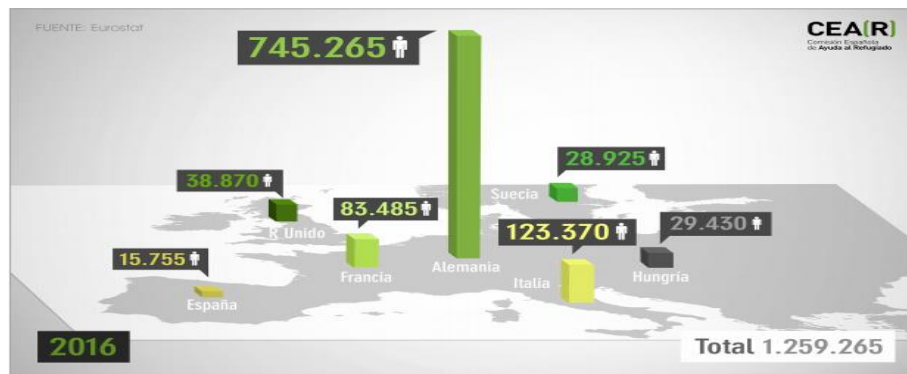 FUENTE: Eurostat
CEA(R)
Comisión Española
de Ayuda al Refugiado
745.265
38.870
R Unido
83.485
Francia
Alemania
28.925
Suecia
123.370
Italia
29.430
Hungría
15.755
España
2016
Total 1.259.265